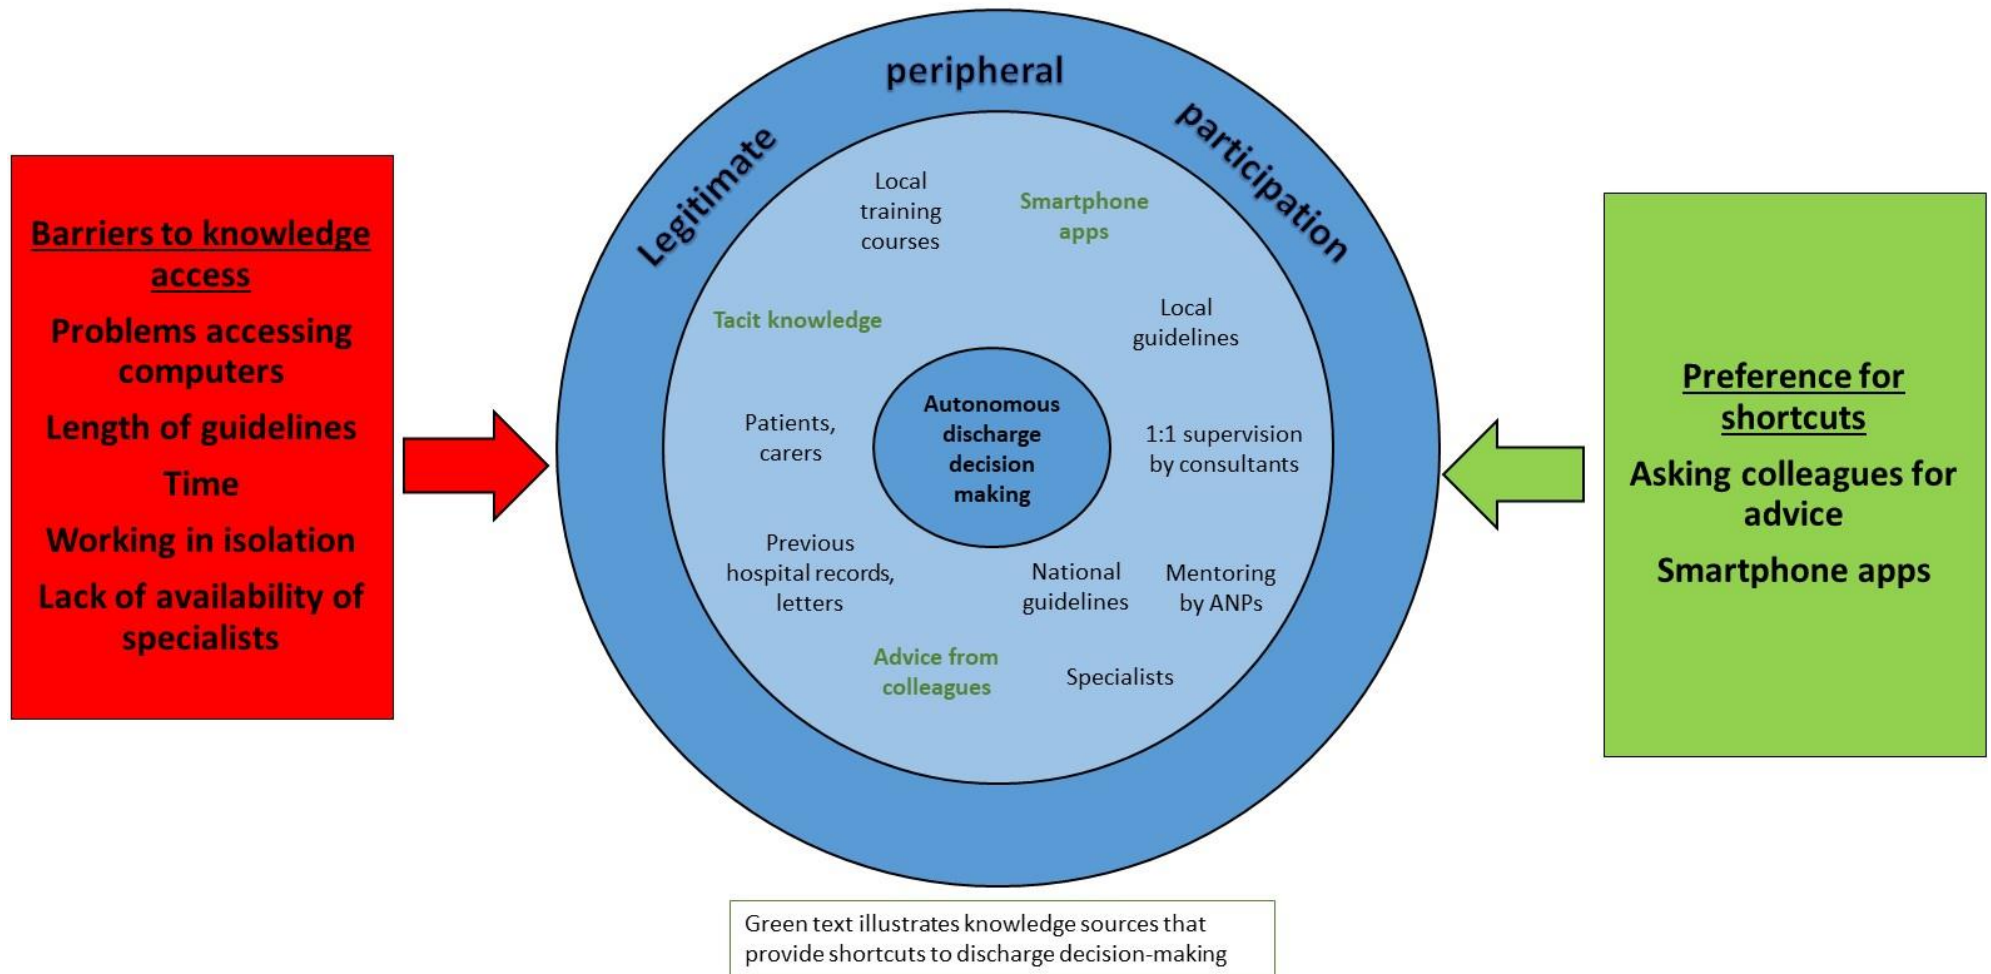 Legitimate
peripheral
participation
Barriers to knowledge
access
Problems accessing
computers
Length of guidelines
Time
Working in isolation
Lack of availability of
specialists
Local
training
courses
Smartphone
apps
Tacit knowledge
Local
guidelines
Patients,
carers
Autonomous
discharge
decision
making
1:1 supervision
by consultants
Previous
hospital records,
letters
National
guidelines
Mentoring
by ANPs
Advice from
colleagues
Specialists
Preference for
shortcuts
Asking colleagues for
advice
Smartphone apps
Green text illustrates knowledge sources that
provide shortcuts to discharge decision-making